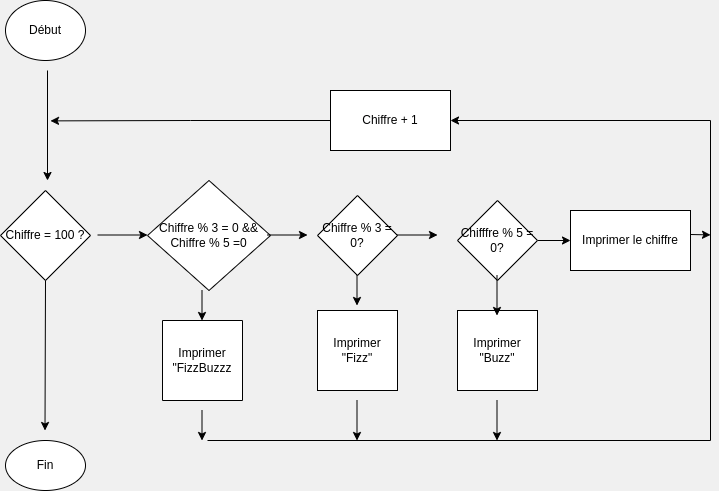 Début
Chiffre + 1
Chiffre = 100 ?
Chiffre % 3 = 0 &&
Chiffre % 5 =0
Chiffre % 3 =
0?
Chifffre % 5 =
0?
Imprimer le chiffre
Imprimer
"FizzBuzzz
Imprimer
"Fizz"
Imprimer
"Buzz"
Fin